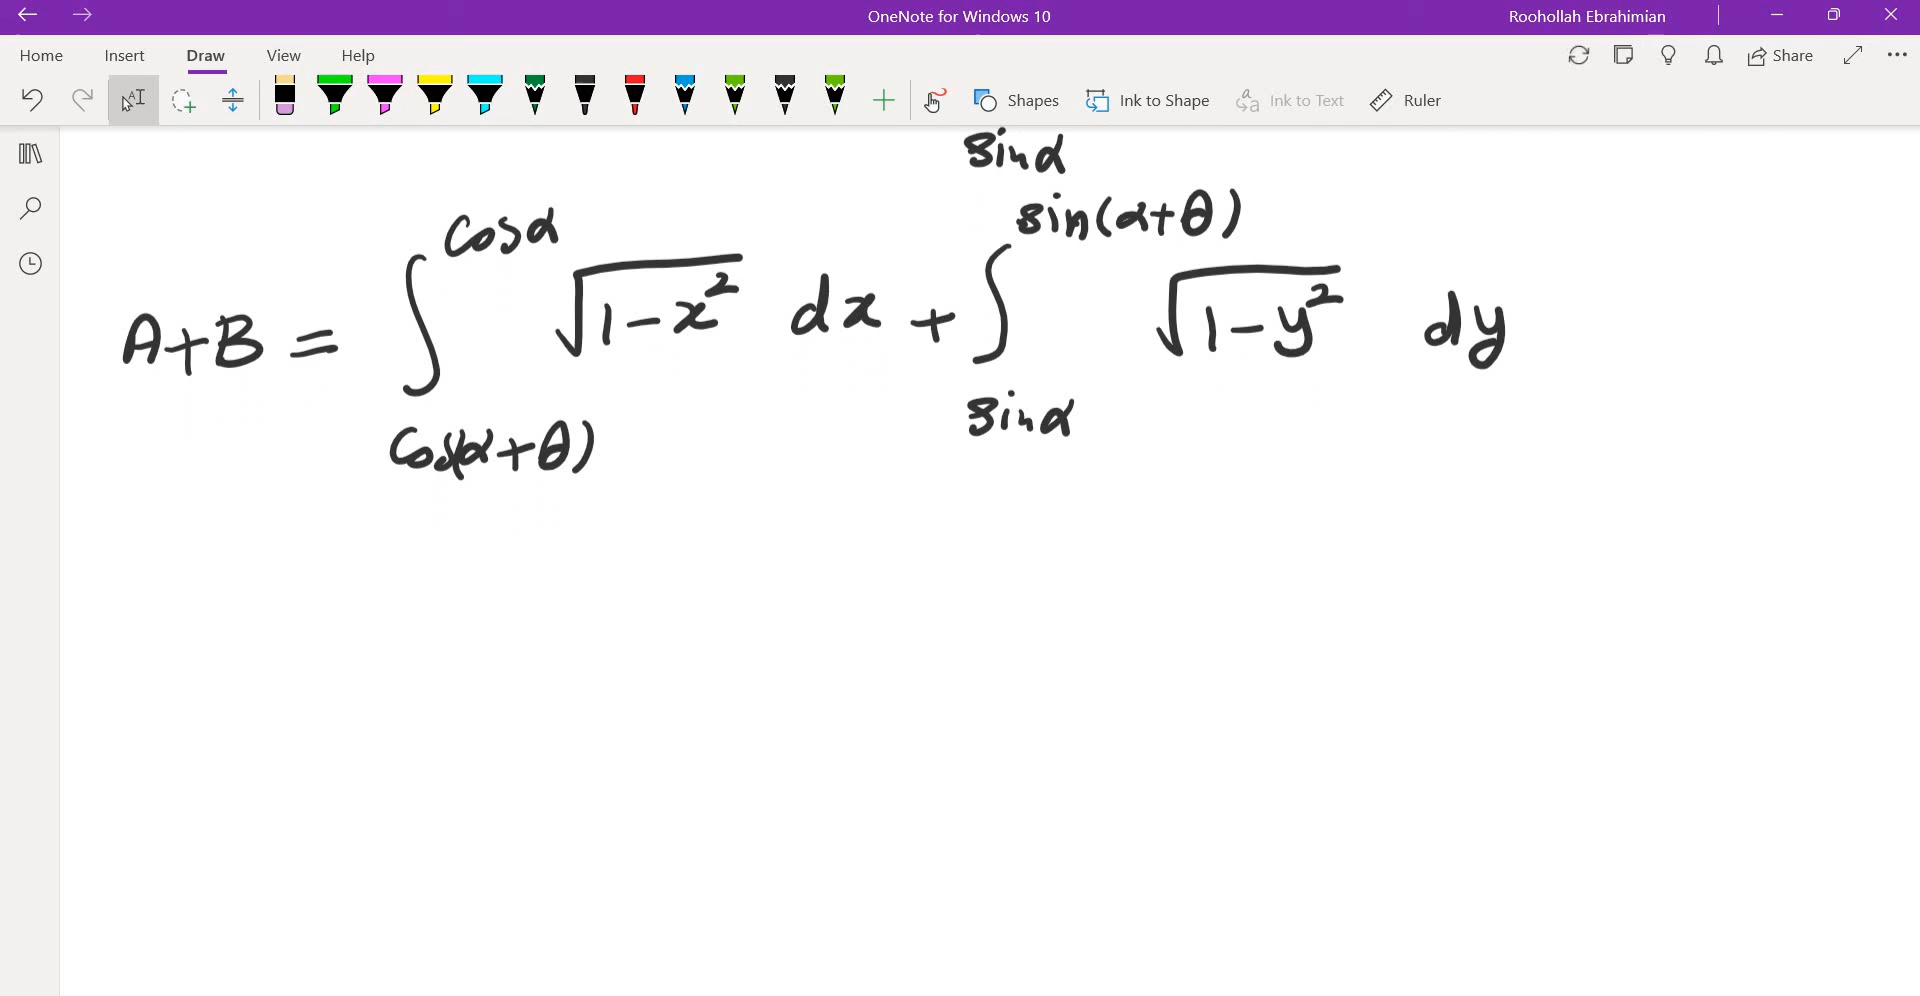 OneNote for Windows 10
Roohollah Ebrahimian
Home Insert Draw View Help
Share
Shapes Ink to Shape Ink to Text Ruler
sinα
cosα sin(α+θ)
A+B = ∫ √1-x² dx + ∫ √1-y² dy
cos(α+θ) sinα